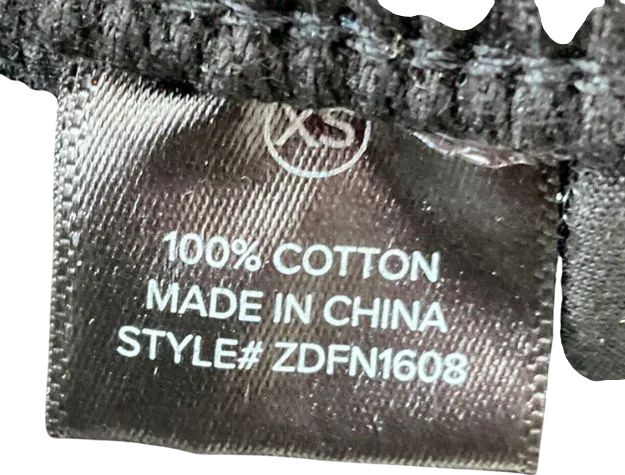 XS
100% COTTON
MADE IN CHINA
STYLE# ZDFN1608